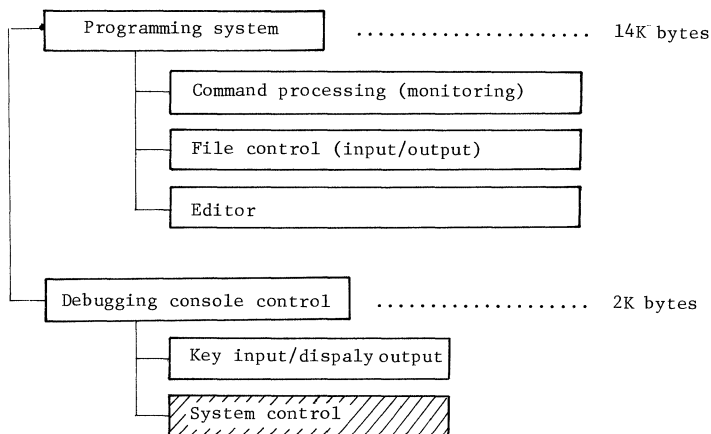 Programming system ...................... 14K bytes
Command processing (monitoring)
File control (input/output)
Editor
Debugging console control .................... 2K bytes
Key input/dispaly output
System control